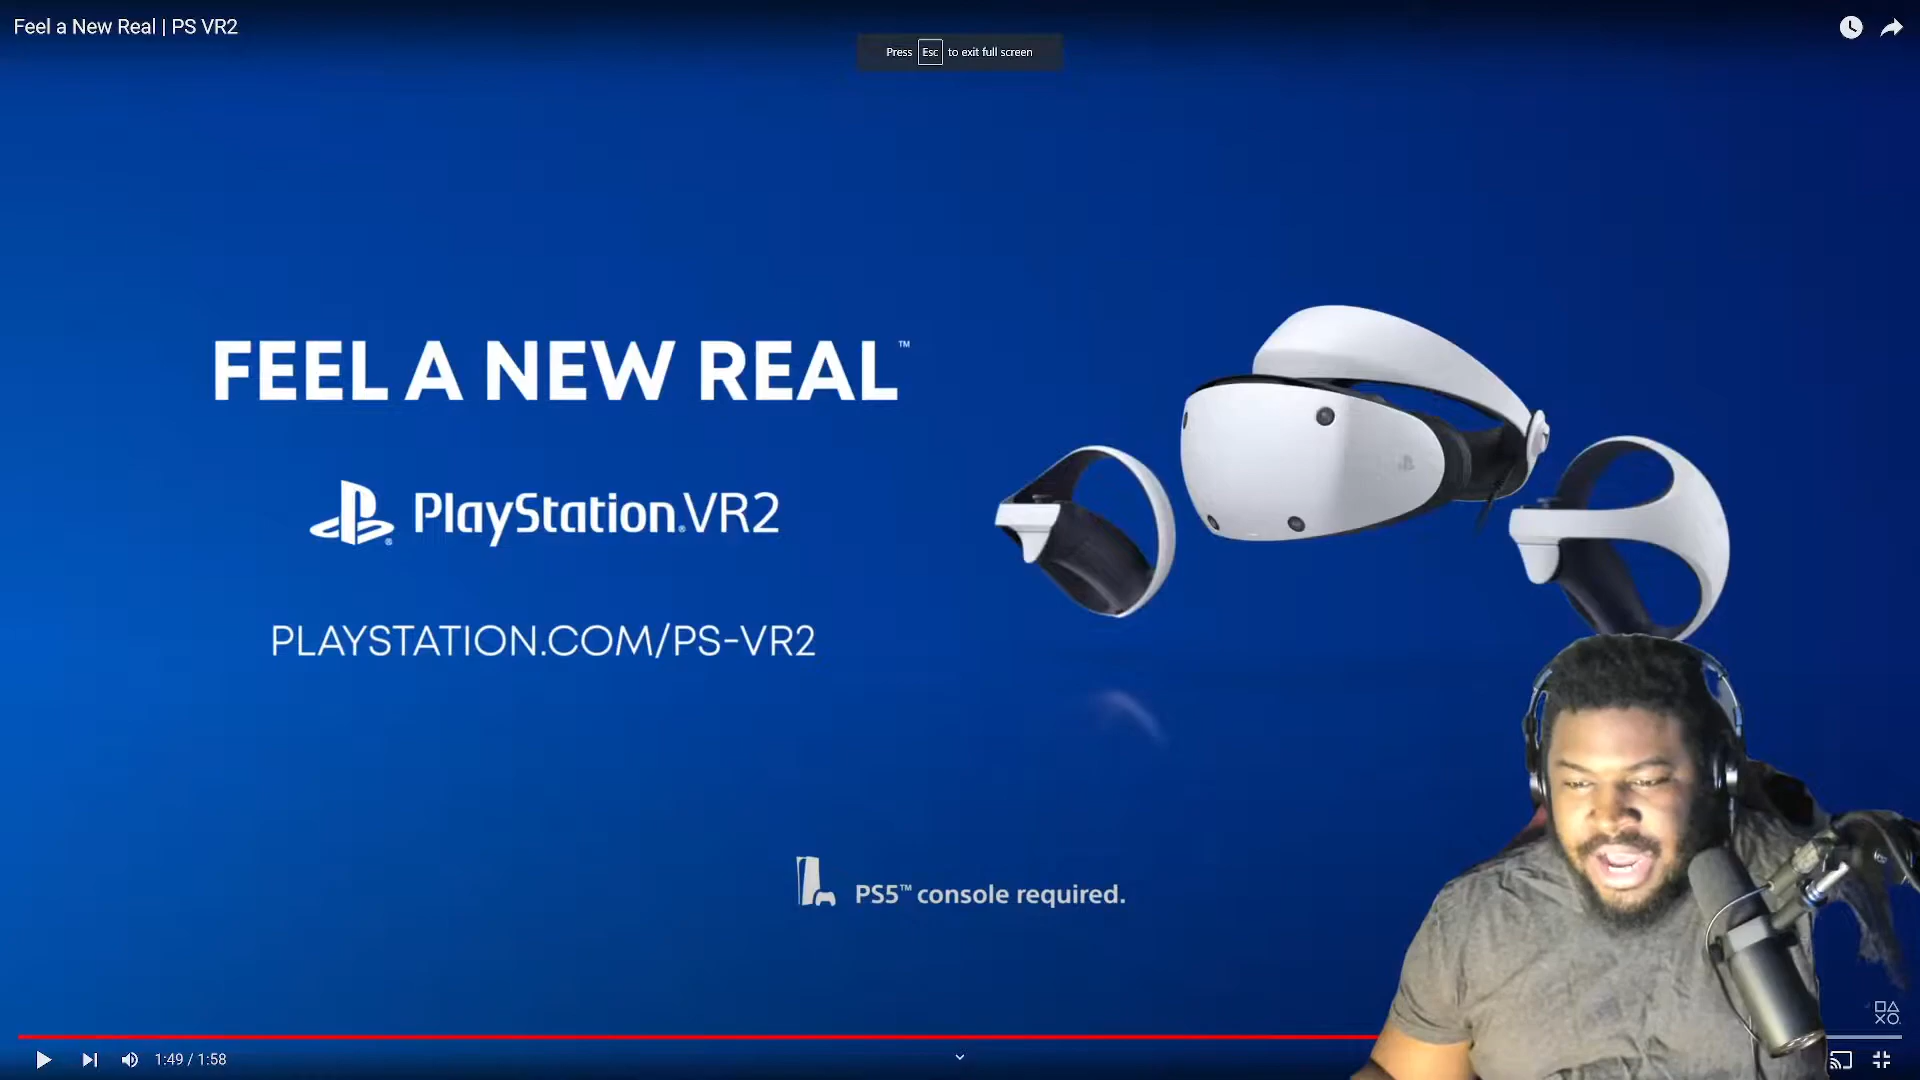 Feel a New Real | PS VR2
Press Esc to exit full screen
FEEL A NEW REAL™
PlayStation®VR2
PLAYSTATION.COM/PS-VR2
PS5™ console required.
1:49 / 1:58